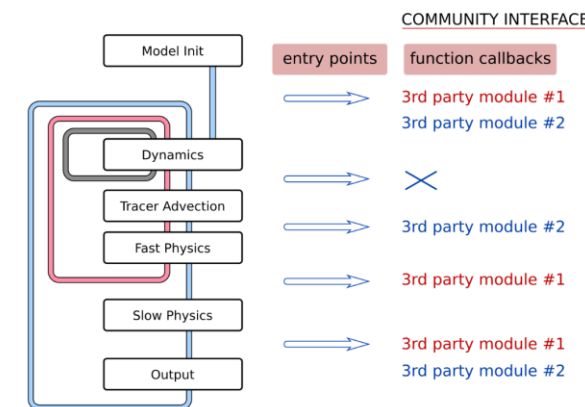 COMMUNITY INTERFACE
Model Init
entry points
function callbacks
3rd party module #1
3rd party module #2
Dynamics
Tracer Advection
3rd party module #2
Fast Physics
3rd party module #1
Slow Physics
3rd party module #1
Output
3rd party module #2